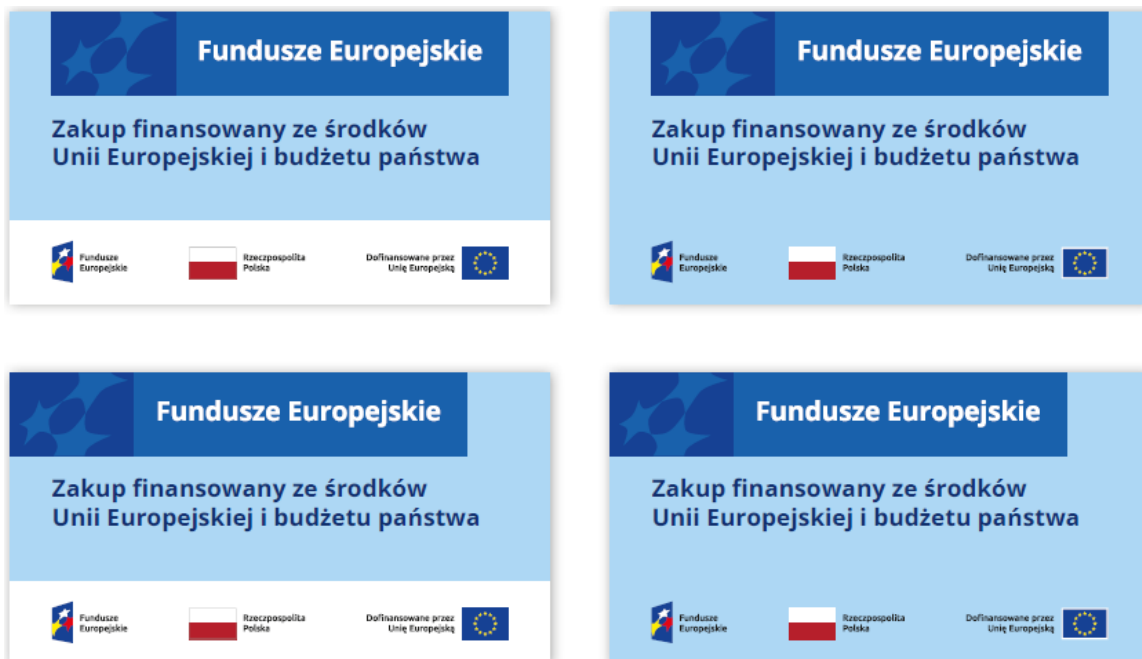 Fundusze Europejskie
Zakup finansowany ze środków
Unii Europejskiej i budżetu państwa
Fundusze
Europejskie
Rzeczpospolita
Polska
Dofinansowane przez
Unię Europejską
Fundusze Europejskie
Zakup finansowany ze środków
Unii Europejskiej i budżetu państwa
Fundusze
Europejskie
Rzeczpospolita
Polska
Dofinansowane przez
Unię Europejską
Fundusze Europejskie
Zakup finansowany ze środków
Unii Europejskiej i budżetu państwa
Fundusze
Europejskie
Rzeczpospolita
Polska
Dofinansowane przez
Unię Europejską
Fundusze Europejskie
Zakup finansowany ze środków
Unii Europejskiej i budżetu państwa
Fundusze
Europejskie
Rzeczpospolita
Polska
Dofinansowane przez
Unię Europejską